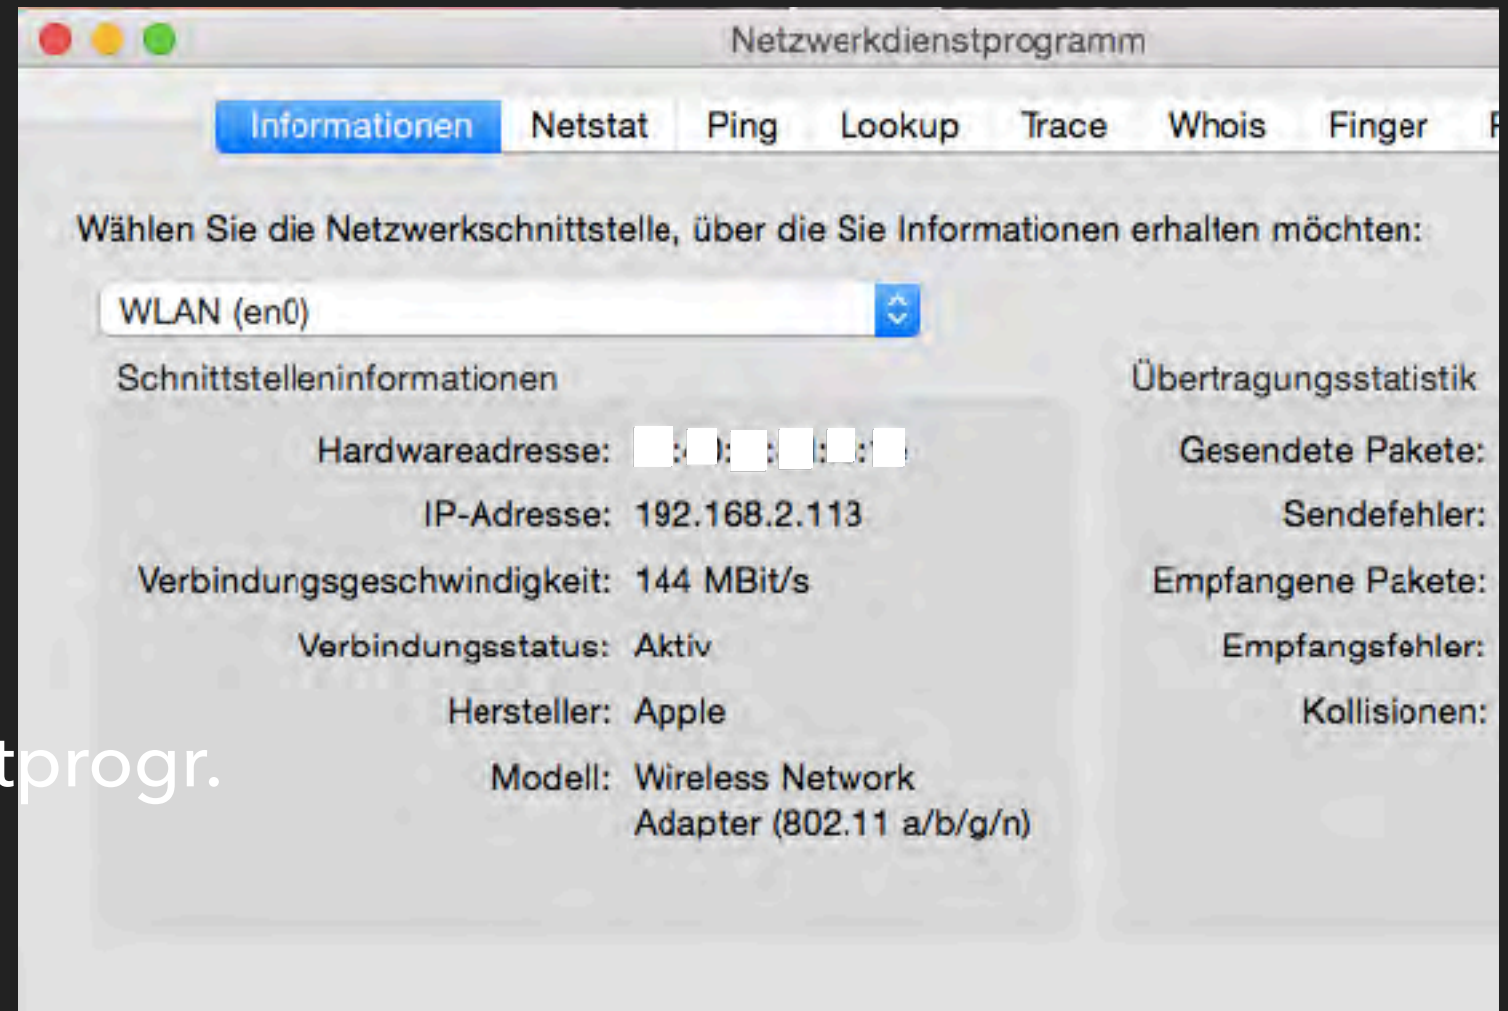 Netzwerkdienstprogramm
Informationen Netstat Ping Lookup Trace Whois Finger
Wählen Sie die Netzwerkschnittstelle, über die Sie Informationen erhalten möchten:
WLAN (en0)
Schnittstelleninformationen
Hardwareadresse:
IP-Adresse: 192.168.2.113
Verbindungsgeschwindigkeit: 144 MBit/s
Verbindungsstatus: Aktiv
Hersteller: Apple
Modell: Wireless Network
Adapter (802.11 a/b/g/n)
Übertragungsstatistik
Gesendete Pakete:
Sendefehler:
Empfangene Pakete:
Empfangsfehler:
Kollisionen:
tprogr.